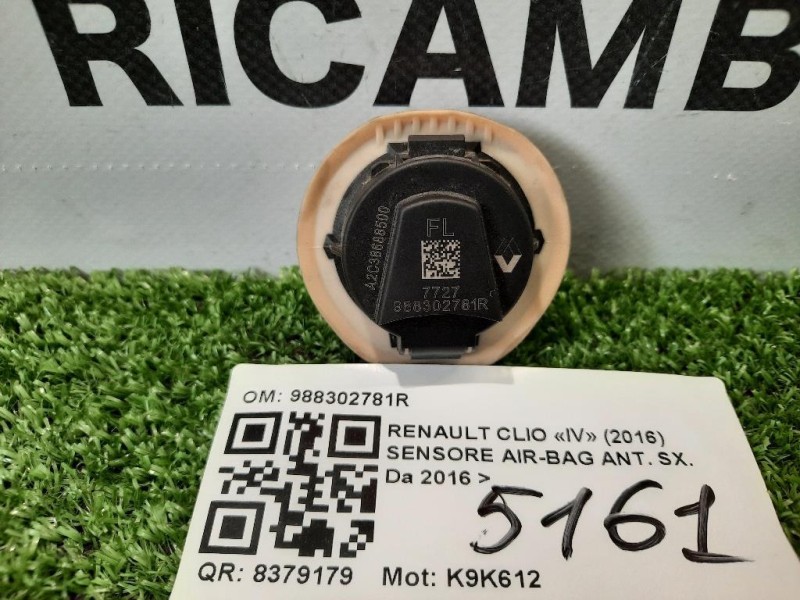 RICAMB
A2C38688500
FL
7727
988302781R
OM: 988302781R
RENAULT CLIO «IV» (2016)
SENSORE AIR-BAG ANT. SX.
Da 2016 >
5161
QR: 8379179 Mot: K9K612